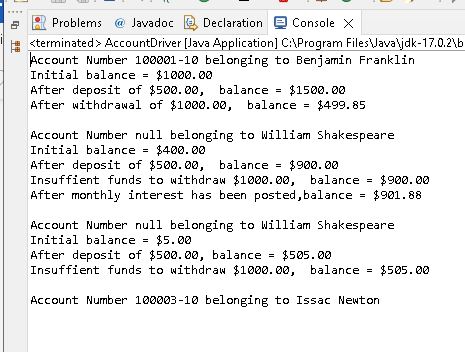 Problems @ Javadoc Declaration Console
<terminated> AccountDriver [Java Application] C:\Program Files\Java\jdk-17.0.2\b
Account Number 100001-10 belonging to Benjamin Franklin
Initial balance = $1000.00
After deposit of $500.00,  balance = $1500.00
After withdrawal of $1000.00,  balance = $499.85
Account Number null belonging to William Shakespeare
Initial balance = $400.00
After deposit of $500.00,  balance = $900.00
Insuffient funds to withdraw $1000.00,  balance = $900.00
After monthly interest has been posted,balance = $901.88
Account Number null belonging to William Shakespeare
Initial balance = $5.00
After deposit of $500.00, balance = $505.00
Insuffient funds to withdraw $1000.00,  balance = $505.00
Account Number 100003-10 belonging to Issac Newton